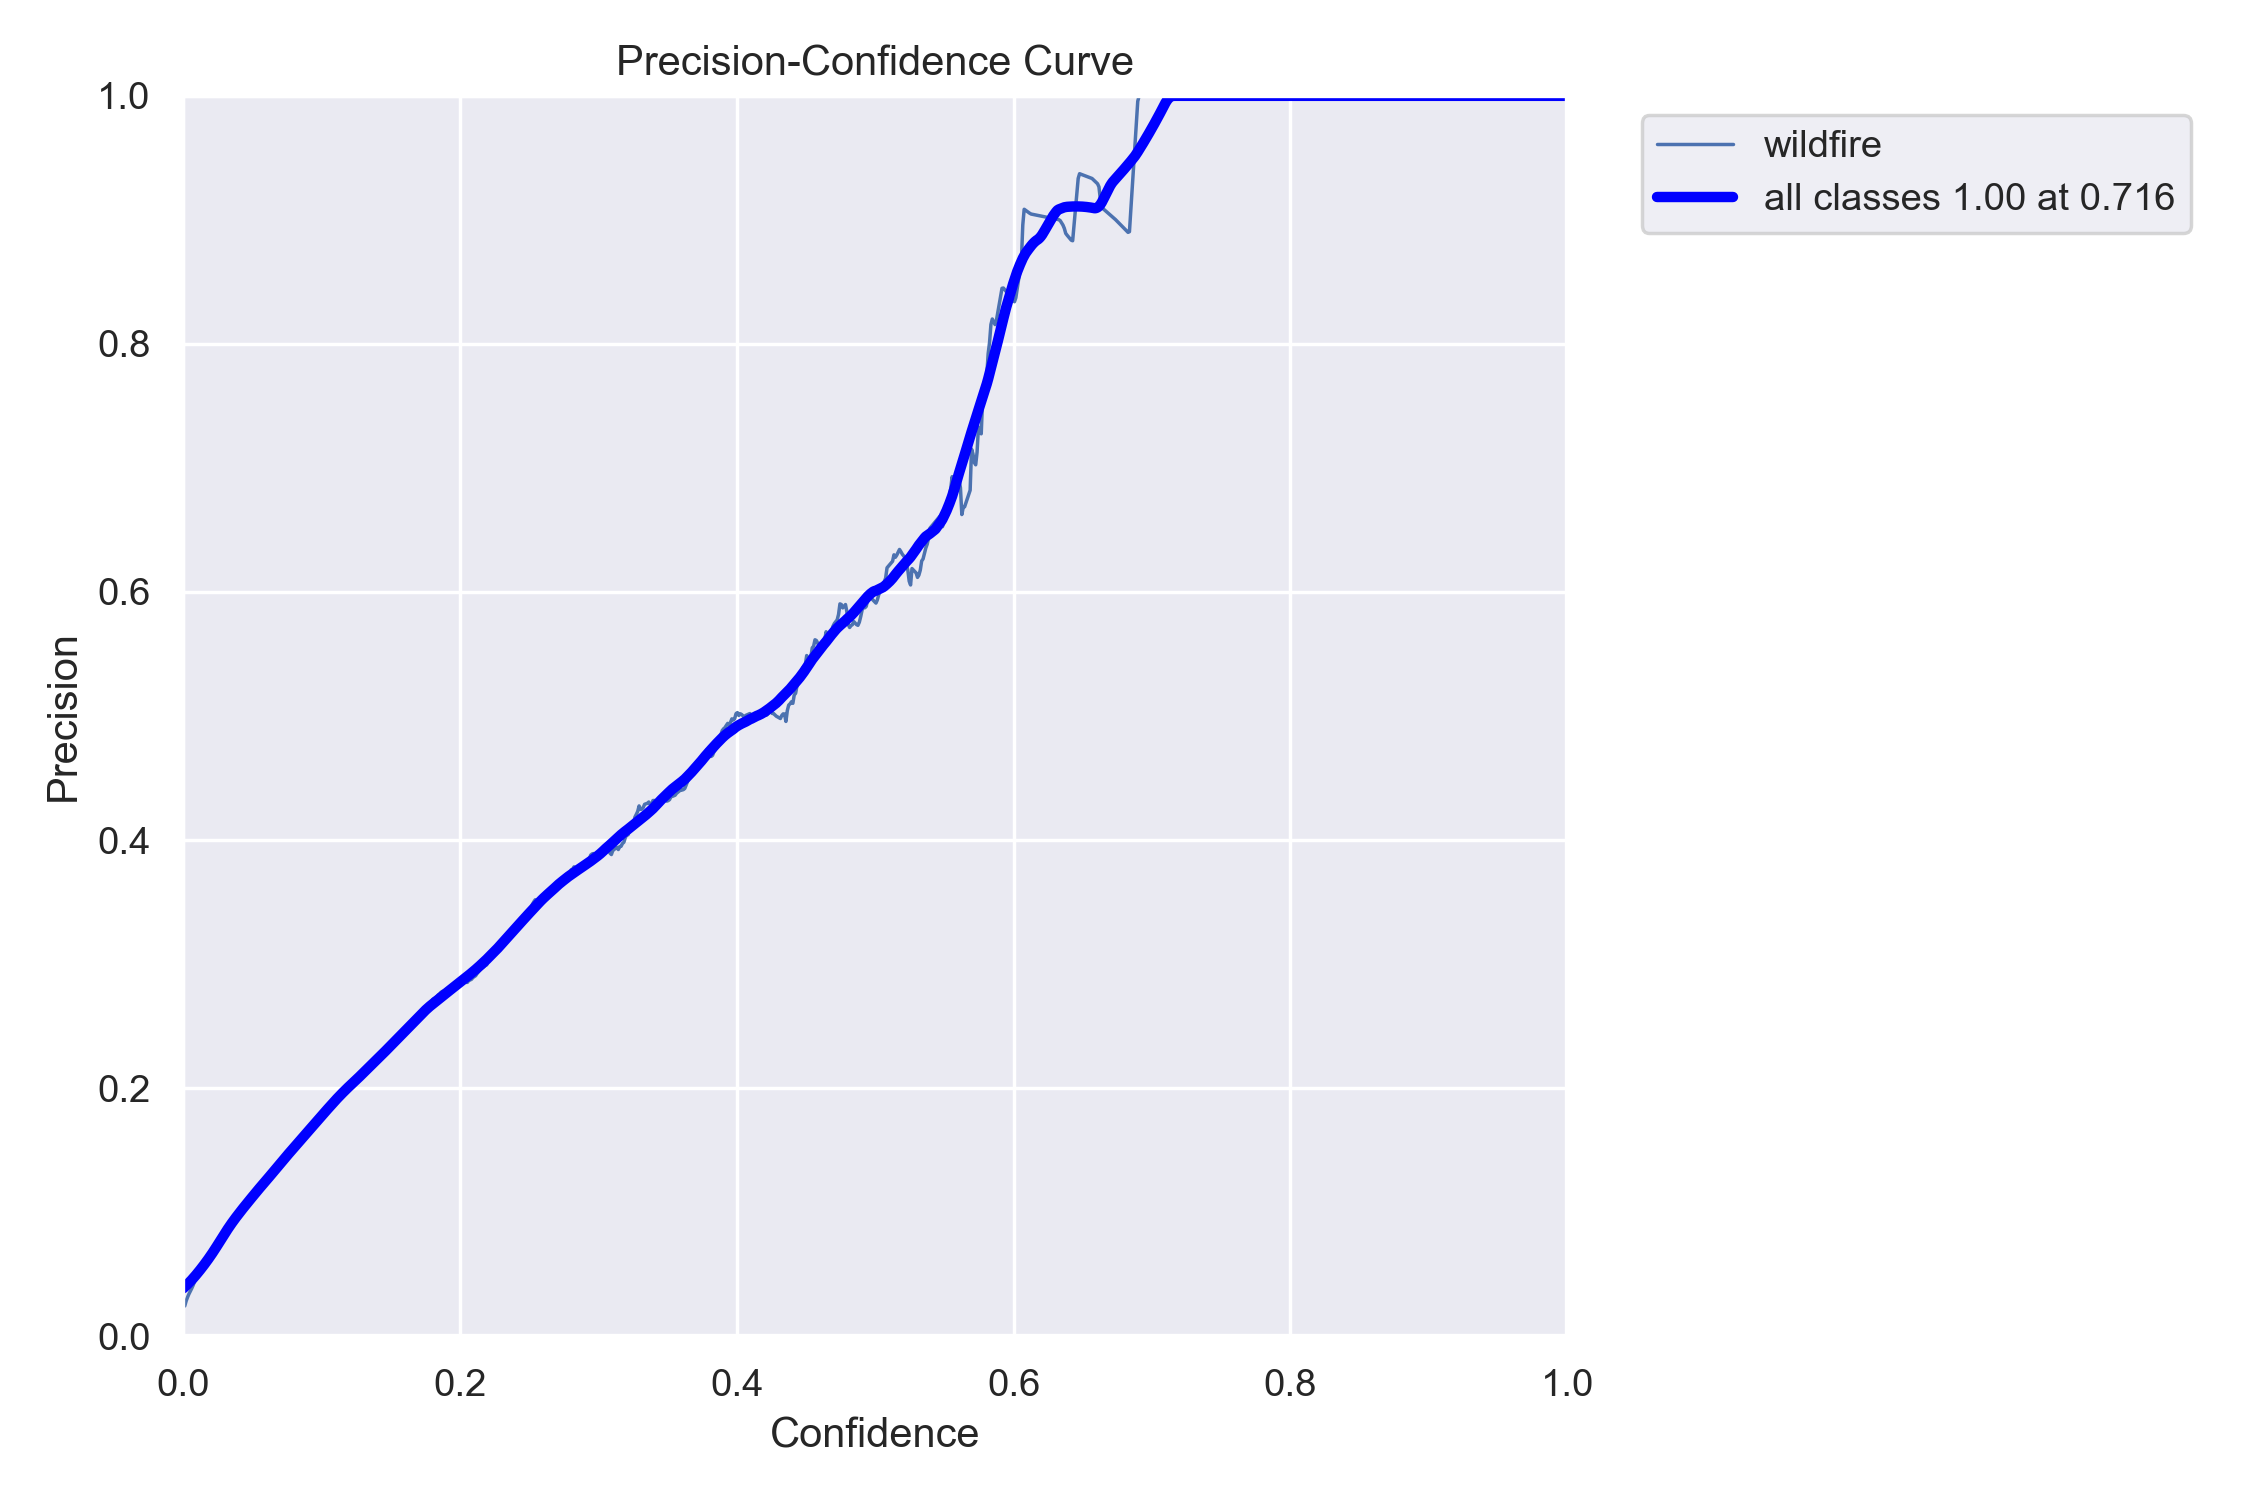 Precision-Confidence Curve
1.0
0.8
0.6
0.4
0.2
0.0
Precision
0.0 0.2 0.4 0.6 0.8 1.0
Confidence
wildfire
all classes 1.00 at 0.716